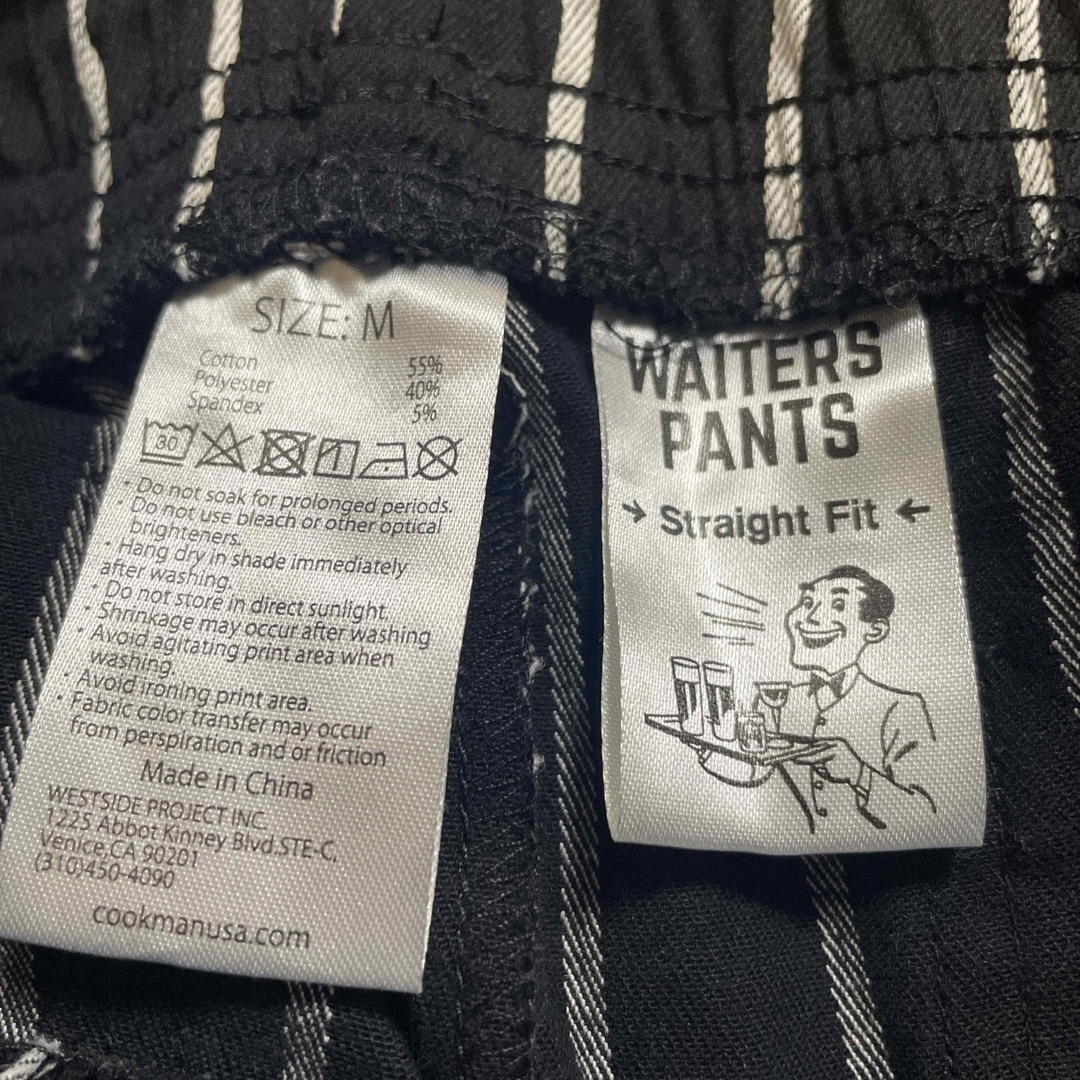 SIZE: M
Cotton 55%
Polyester 40%
Spandex 5%
30
• Do not soak for prolonged periods.
• Do not use bleach or other optical
brighteners.
• Hang dry in shade immediately
after washing.
• Do not store in direct sunlight.
• Shrinkage may occur after washing
• Avoid agitating print area when
washing.
• Avoid ironing print area.
• Fabric color transfer may occur
from perspiration and or friction
Made in China
WESTSIDE PROJECT INC.
1225 Abbot Kinney Blvd.STE-C,
Venice,CA 90201
(310)450-4090
cookmanusa.com
WAITERS
PANTS
→ Straight Fit ←